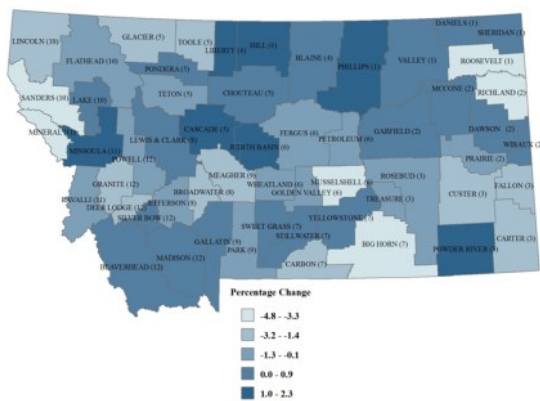 DANIELS (1)
SHERIDAN (1)
LINCOLN (10)
GLACIER (5)
TOOLE (5)
LIBERTY (4)
HILL (4)
BLAINE (4)
PHILLIPS (1)
VALLEY (1)
ROOSEVELT (1)
FLATHEAD (10)
PONDERA (5)
RICHLAND (2)
MCCONE (2)
SANDERS (10)
LAKE (10)
TETON (5)
CHOUTEAU (5)
MINERAL (11)
CASCADE (5)
FERGUS (6)
PETROLEUM (6)
GARFIELD (2)
DAWSON (2)
WIBAUX (2)
MISSOULA (11)
LEWIS & CLARK (9)
JUDITH BASIN (6)
POWELL (12)
PRAIRIE (2)
MEAGHER (9)
GRANITE (12)
WHEATLAND (6)
MUSSELSHELL (6)
ROSEBUD (3)
FALLON (3)
BROADWATER (9)
GOLDEN VALLEY (6)
CUSTER (3)
RAVALLI (11)
JEFFERSON (8)
TREASURE (3)
DEER LODGE (12)
SILVER BOW (12)
YELLOWSTONE (7)
SWEET GRASS (7)
STILLWATER (7)
GALLATIN (9)
PARK (9)
BIG HORN (7)
POWDER RIVER (3)
CARTER (3)
MADISON (12)
BEAVERHEAD (12)
CARBON (7)
Percentage Change
-4.8 - -3.3
-3.2 - -1.4
-1.3 - -0.1
0.0 - 0.9
1.0 - 2.3